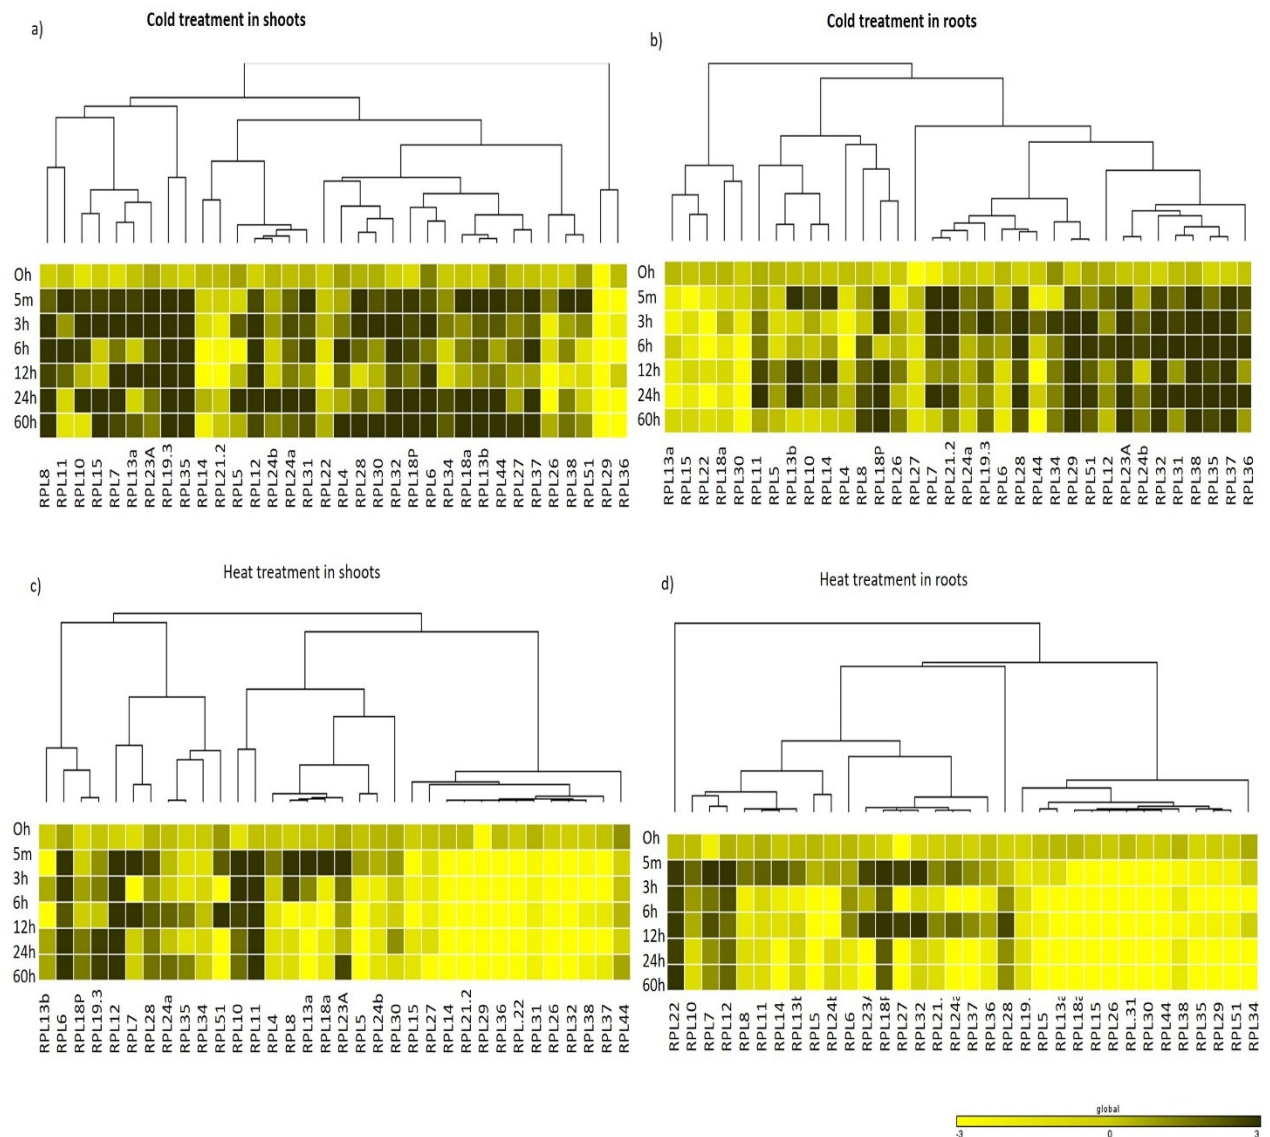 Cold treatment in shoots
a)
Oh
5m
3h
6h
12h
24h
60h
RPL8 RPL11 RPL10 RPL15 RPL7 RPL13a RPL23A RPL19.3 RPL35 RPL14 RPL21.2 RPL5 RPL12 RPL24b RPL24a RPL31 RPL22 RPL4 RPL28 RPL30 RPL32 RPL18P RPL6 RPL34 RPL18a RPL13b RPL44 RPL27 RPL37 RPL26 RPL38 RPL51 RPL29 RPL36
Cold treatment in roots
b)
0h
5m
3h
6h
12h
24h
60h
RPL13a RPL15 RPL22 RPL18a RPL30 RPL11 RPL5 RPL13b RPL10 RPL14 RPL4 RPL8 RPL18P RPL26 RPL27 RPL7 RPL21.2 RPL24a RPL19.3 RPL6 RPL28 RPL44 RPL34 RPL29 RPL51 RPL12 RPL23A RPL24b RPL32 RPL31 RPL38 RPL35 RPL37 RPL36
Heat treatment in shoots
c)
Oh
5m
3h
6h
12h
24h
60h
RPL13b RPL6 RPL18P RPL19.3 RPL12 RPL7 RPL28 RPL24a RPL35 RPL34 RPL51 RPL10 RPL11 RPL4 RPL8 RPL13a RPL18a RPL23A RPL5 RPL24b RPL30 RPL15 RPL27 RPL14 RPL21.2 RPL29 RPL36 RPL.22 RPL31 RPL26 RPL32 RPL38 RPL37 RPL44
Heat treatment in roots
d)
0h
5m
3h
6h
12h
24h
60h
RPL22 RPL10 RPL7 RPL12 RPL8 RPL11 RPL14 RPL5 RPL6 RPL27 RPL32 RPL21. RPL37 RPL36 RPL28 RPL19. RPL5 RPL15 RPL26 RPL.31 RPL30 RPL44 RPL38 RPL35 RPL29 RPL51 RPL34
global
-3 0 3